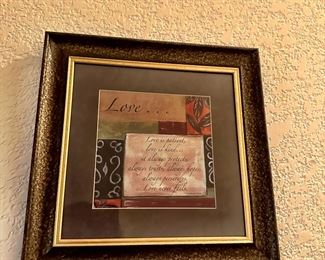 Love . . .
Love is patient,
love is kind...
it always protects,
always trusts, always hopes,
always perseveres.
Love never fails.